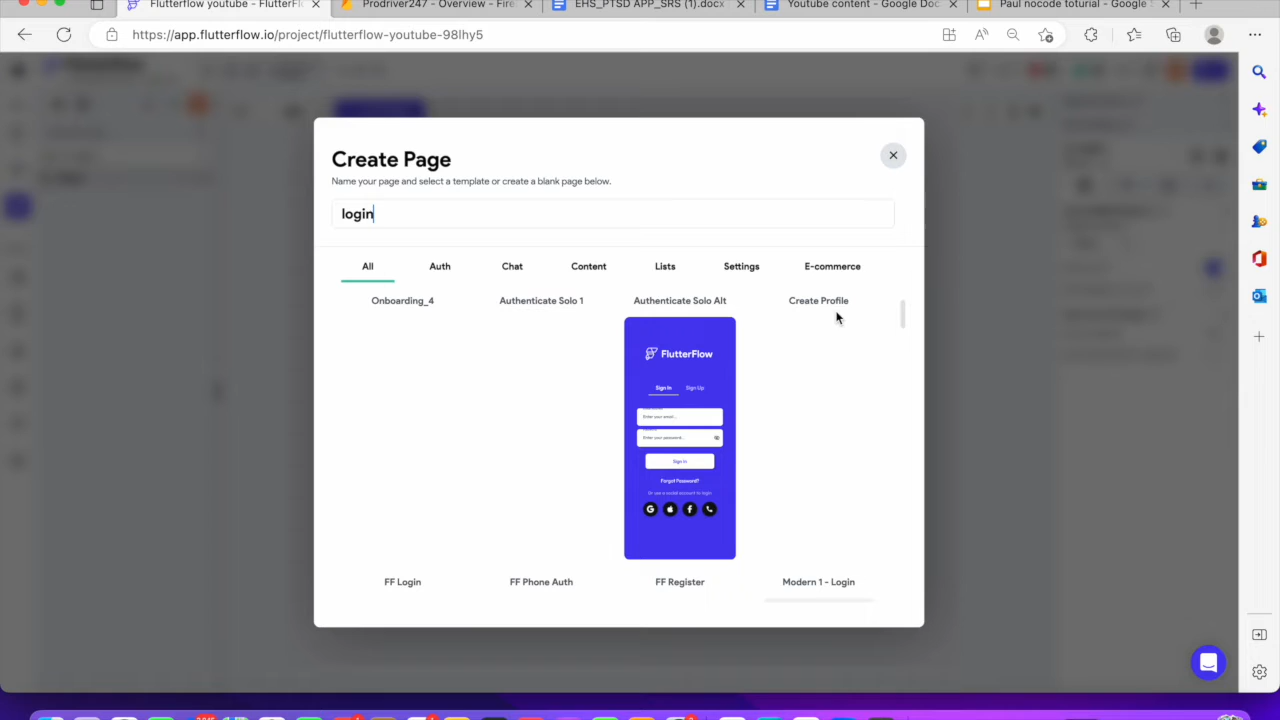 Flutterflow youtube - FlutterFl
Prodriver247 - Overview - Fire
EHS_PTSD APP_SRS (1).docx
Youtube content - Google Doc
Paul nocode toturial - Google S
https://app.flutterflow.io/project/flutterflow-youtube-98lhy5
Create Page
Name your page and select a template or create a blank page below.
login
All Auth Chat Content Lists Settings E-commerce
Onboarding_4 Authenticate Solo 1 Authenticate Solo Alt Create Profile
FlutterFlow
Sign In Sign Up
Enter your email...
Enter your password...
Sign in
Forgot Password?
Or use a social account to login
FF Login FF Phone Auth FF Register Modern 1 - Login